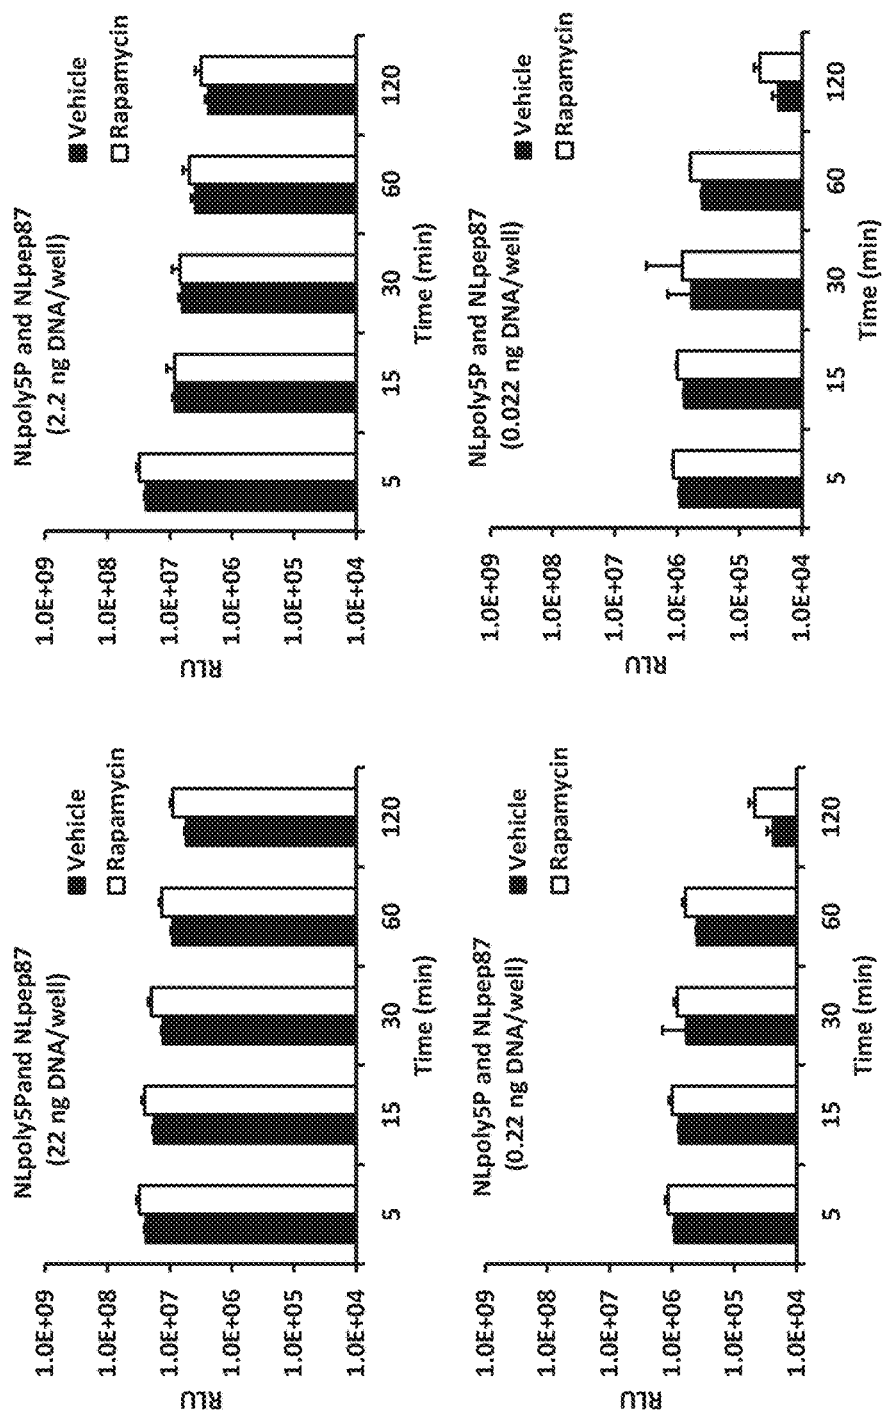 NLpoly5Pand NLpep87
(22 ng DNA/well)
Vehicle
Rapamycin
1.0E+09
1.0E+08
1.0E+07
1.0E+06
1.0E+05
1.0E+04
RLU
5 15 30 60 120
Time (min)
NLpoly5P and NLpep87
(2.2 ng DNA/well)
Vehicle
Rapamycin
1.0E+09
1.0E+08
1.0E+07
1.0E+06
1.0E+05
1.0E+04
RLU
5 15 30 60 120
Time (min)
NLpoly5P and NLpep87
(0.22 ng DNA/well)
Vehicle
Rapamycin
1.0E+09
1.0E+08
1.0E+07
1.0E+06
1.0E+05
1.0E+04
RLU
5 15 30 60 120
Time (min)
NLpoly5P and NLpep87
(0.022 ng DNA/well)
Vehicle
Rapamycin
1.0E+09
1.0E+08
1.0E+07
1.0E+06
1.0E+05
1.0E+04
RLU
5 15 30 60 120
Time (min)